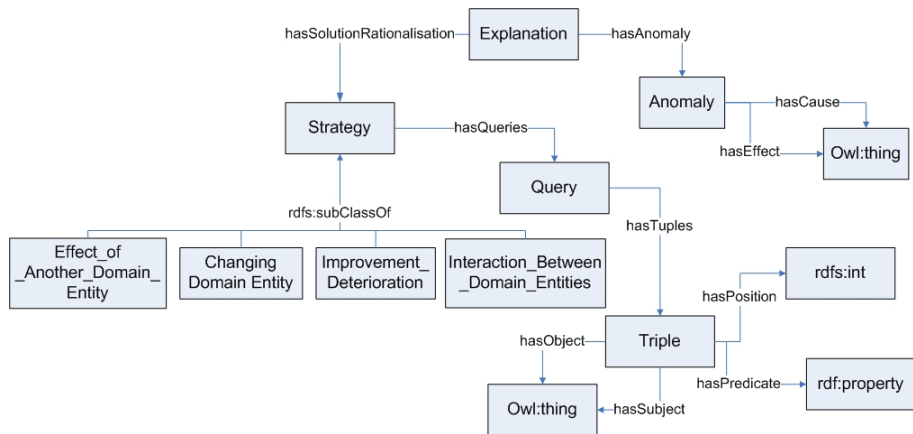 hasSolutionRationalisation
Explanation
hasAnomaly
Anomaly
hasCause
Strategy
hasQueries
hasEffect
Owl:thing
Query
rdfs:subClassOf
hasTuples
Effect_of
_Another_Domain_
Entity
Changing
Domain Entity
Improvement_
Deterioration
Interaction_Between
_Domain_Entities
rdfs:int
hasPosition
hasObject
Triple
hasPredicate
rdf:property
Owl:thing
hasSubject